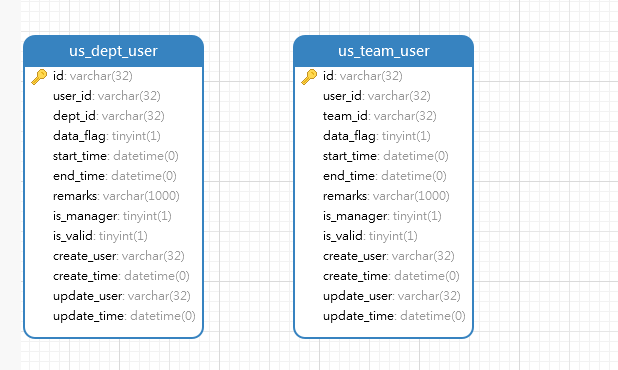 us_dept_user
id: varchar(32)
user_id: varchar(32)
dept_id: varchar(32)
data_flag: tinyint(1)
start_time: datetime(0)
end_time: datetime(0)
remarks: varchar(1000)
is_manager: tinyint(1)
is_valid: tinyint(1)
create_user: varchar(32)
create_time: datetime(0)
update_user: varchar(32)
update_time: datetime(0)
us_team_user
id: varchar(32)
user_id: varchar(32)
team_id: varchar(32)
data_flag: tinyint(1)
start_time: datetime(0)
end_time: datetime(0)
remarks: varchar(1000)
is_manager: tinyint(1)
is_valid: tinyint(1)
create_user: varchar(32)
create_time: datetime(0)
update_user: varchar(32)
update_time: datetime(0)